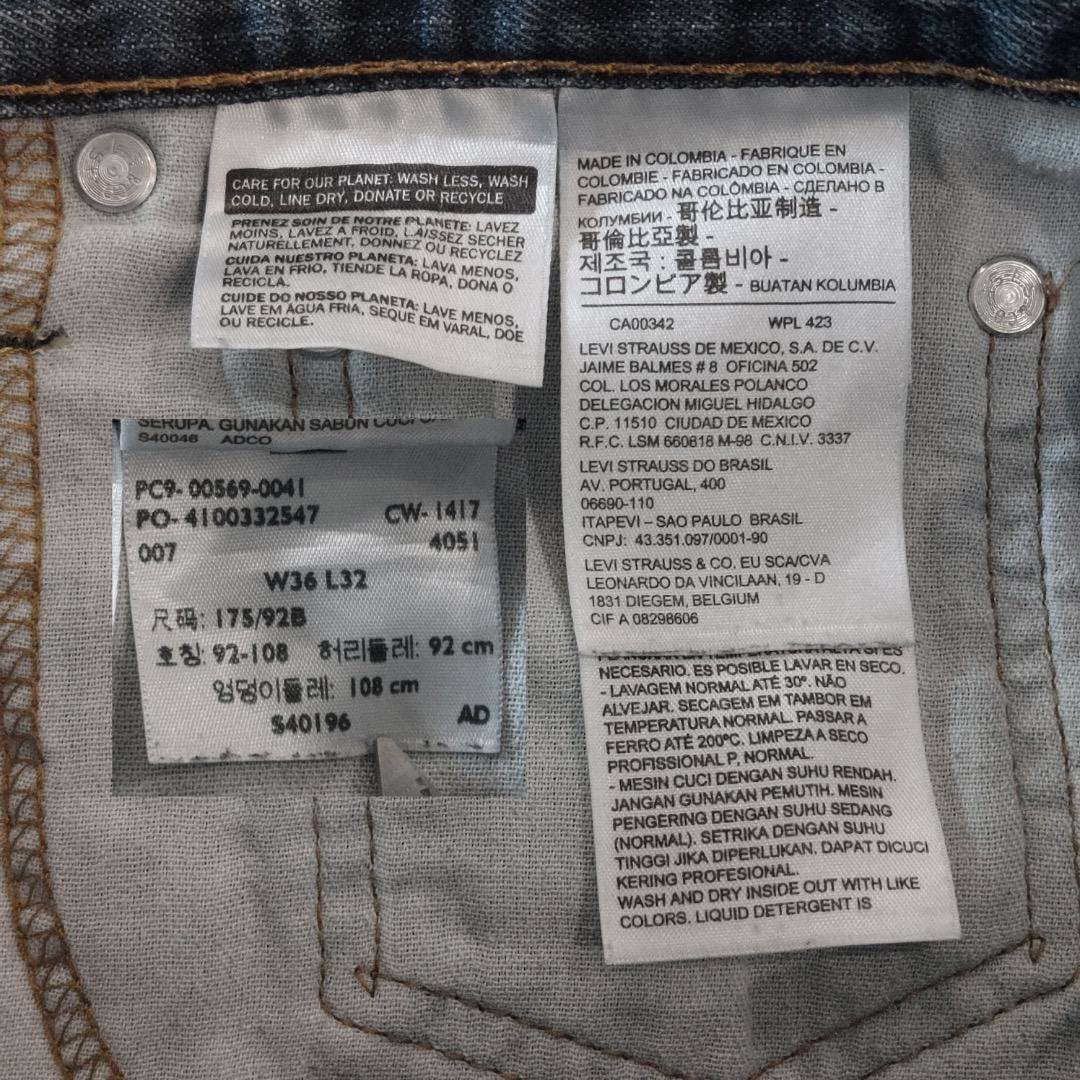 CARE FOR OUR PLANET: WASH LESS, WASH
COLD, LINE DRY, DONATE OR RECYCLE
PRENEZ SOIN DE NOTRE PLANETE: LAVEZ
MOINS, LAVEZ A FROID, LAISSEZ SECHER
NATURELLEMENT, DONNEZ OU RECYCLEZ
CUIDA NUESTRO PLANETA: LAVA MENOS,
LAVA EN FRIO, TIENDE LA ROPA, DONA O
RECICLA.
CUIDE DO NOSSO PLANETA: LAVE MENOS,
LAVE EM ÁGUA FRIA, SEQUE EM VARAL, DOE
OU RECICLE.
SERUPA. GUNAKAN SABUN
S40046 ADCO
PC9- 00569-0041
PO- 4100332547 CW- 1417
007 4051
W36 L32
尺码: 175/92B
호칭: 92-108 허리둘레: 92 cm
엉덩이둘레: 108 cm
S40196 AD
MADE IN COLOMBIA - FABRIQUE EN
COLOMBIE - FABRICADO EN COLOMBIA -
FABRICADO NA COLÔMBIA - СДЕЛАНО В
КОЛУМБИИ - 哥伦比亚制造 -
哥倫比亞製 -
제조국 : 콜롬비아 -
コロンビア製 - BUATAN KOLUMBIA
CA00342 WPL 423
LEVI STRAUSS DE MEXICO, S.A. DE C.V.
JAIME BALMES # 8 OFICINA 502
COL. LOS MORALES POLANCO
DELEGACION MIGUEL HIDALGO
C.P. 11510 CIUDAD DE MEXICO
R.F.C. LSM 660818 M-98 C.N.I.V. 3337
LEVI STRAUSS DO BRASIL
AV. PORTUGAL, 400
06690-110
ITAPEVI – SAO PAULO BRASIL
CNPJ: 43.351.097/0001-90
LEVI STRAUSS & CO. EU SCA/CVA
LEONARDO DA VINCILAAN, 19 - D
1831 DIEGEM, BELGIUM
CIF A 08298606
NECESARIO. ES POSIBLE LAVAR EN SECO.
- LAVAGEM NORMAL ATÉ 30º. NÃO
ALVEJAR. SECAGEM EM TAMBOR EM
TEMPERATURA NORMAL. PASSAR A
FERRO ATÉ 200ºC. LIMPEZA A SECO
PROFISSIONAL P, NORMAL.
- MESIN CUCI DENGAN SUHU RENDAH.
JANGAN GUNAKAN PEMUTIH. MESIN
PENGERING DENGAN SUHU SEDANG
(NORMAL). SETRIKA DENGAN SUHU
TINGGI JIKA DIPERLUKAN. DAPAT DICUCI
KERING PROFESIONAL.
WASH AND DRY INSIDE OUT WITH LIKE
COLORS. LIQUID DETERGENT IS